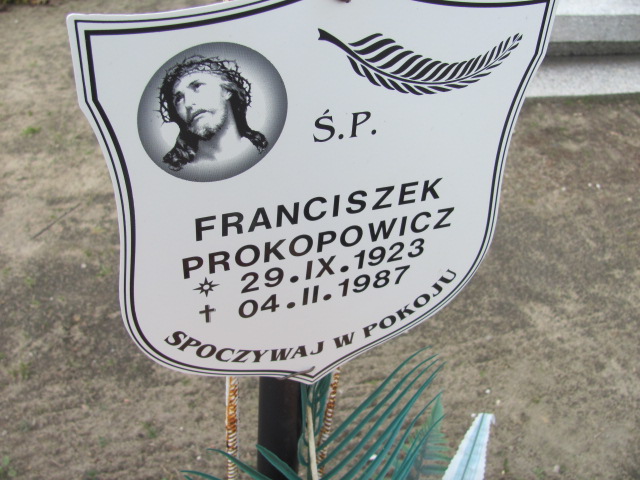 Ś.P.
FRANCISZEK
PROKOPOWICZ
29.IX.1923
04.II.1987
SPOCZYWAJ W POKOJU